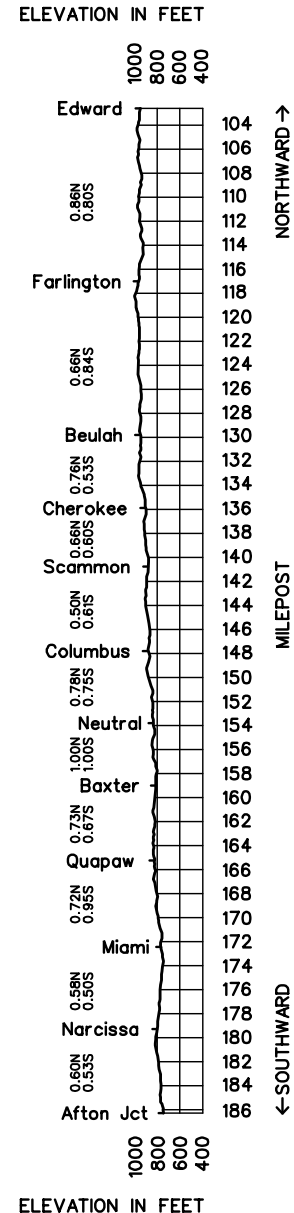 ELEVATION IN FEET
1000 800 600 400
Edward
104
NORTHWARD →
106
108
0.86N
0.80S
110
112
114
116
Farlington
118
120
122
0.66N
0.84S
124
126
128
Beulah
130
132
0.76N
0.53S
134
Cherokee
136
0.66N
0.60S
138
140
Scammon
142
MILEPOST
0.50N
0.61S
144
146
Columbus
148
150
0.78N
0.75S
152
Neutral
154
1.00N
1.00S
156
158
Baxter
160
0.73N
0.67S
162
164
Quapaw
166
0.72N
0.95S
168
170
Miami
172
174
0.58N
0.50S
176
178
Narcissa
180
0.60N
0.53S
182
184
← SOUTHWARD
Afton Jct
186
1000 800 600 400
ELEVATION IN FEET